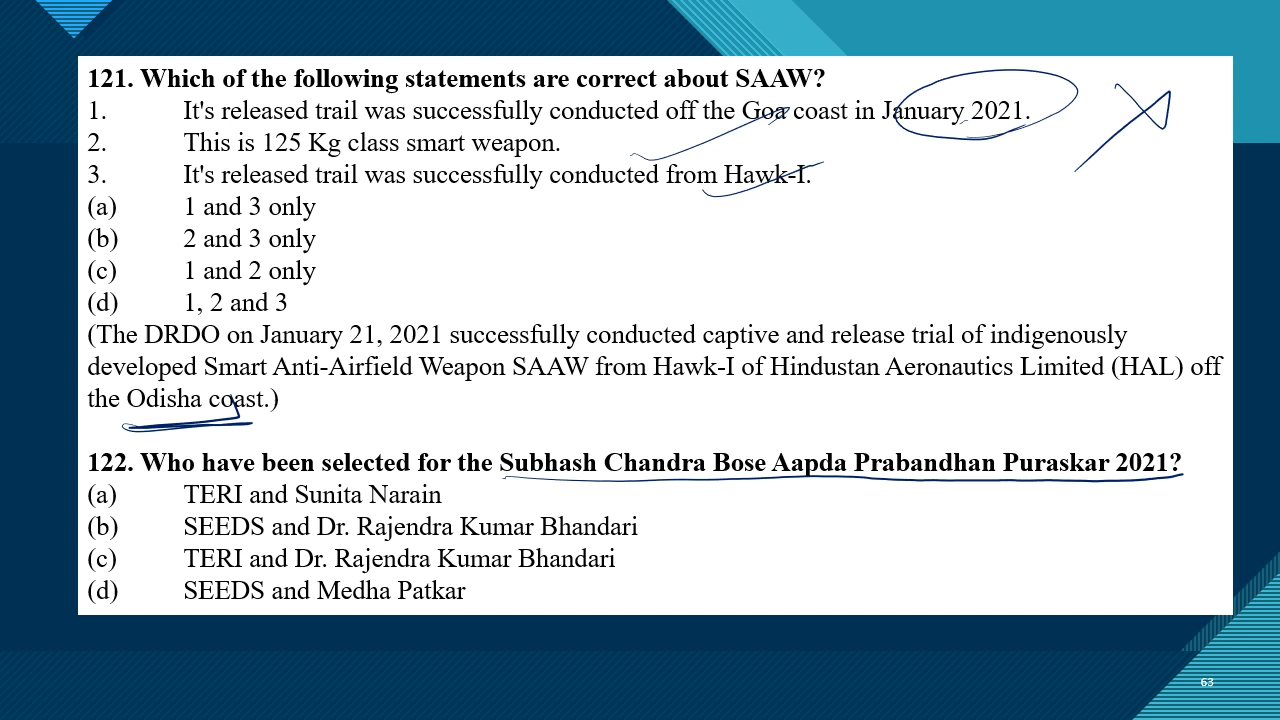 121. Which of the following statements are correct about SAAW?
1. It's released trail was successfully conducted off the Goa coast in January 2021.
2. This is 125 Kg class smart weapon.
3. It's released trail was successfully conducted from Hawk-I.
(a) 1 and 3 only
(b) 2 and 3 only
(c) 1 and 2 only
(d) 1, 2 and 3
(The DRDO on January 21, 2021 successfully conducted captive and release trial of indigenously
developed Smart Anti-Airfield Weapon SAAW from Hawk-I of Hindustan Aeronautics Limited (HAL) off
the Odisha coast.)
122. Who have been selected for the Subhash Chandra Bose Aapda Prabandhan Puraskar 2021?
(a) TERI and Sunita Narain
(b) SEEDS and Dr. Rajendra Kumar Bhandari
(c) TERI and Dr. Rajendra Kumar Bhandari
(d) SEEDS and Medha Patkar
63